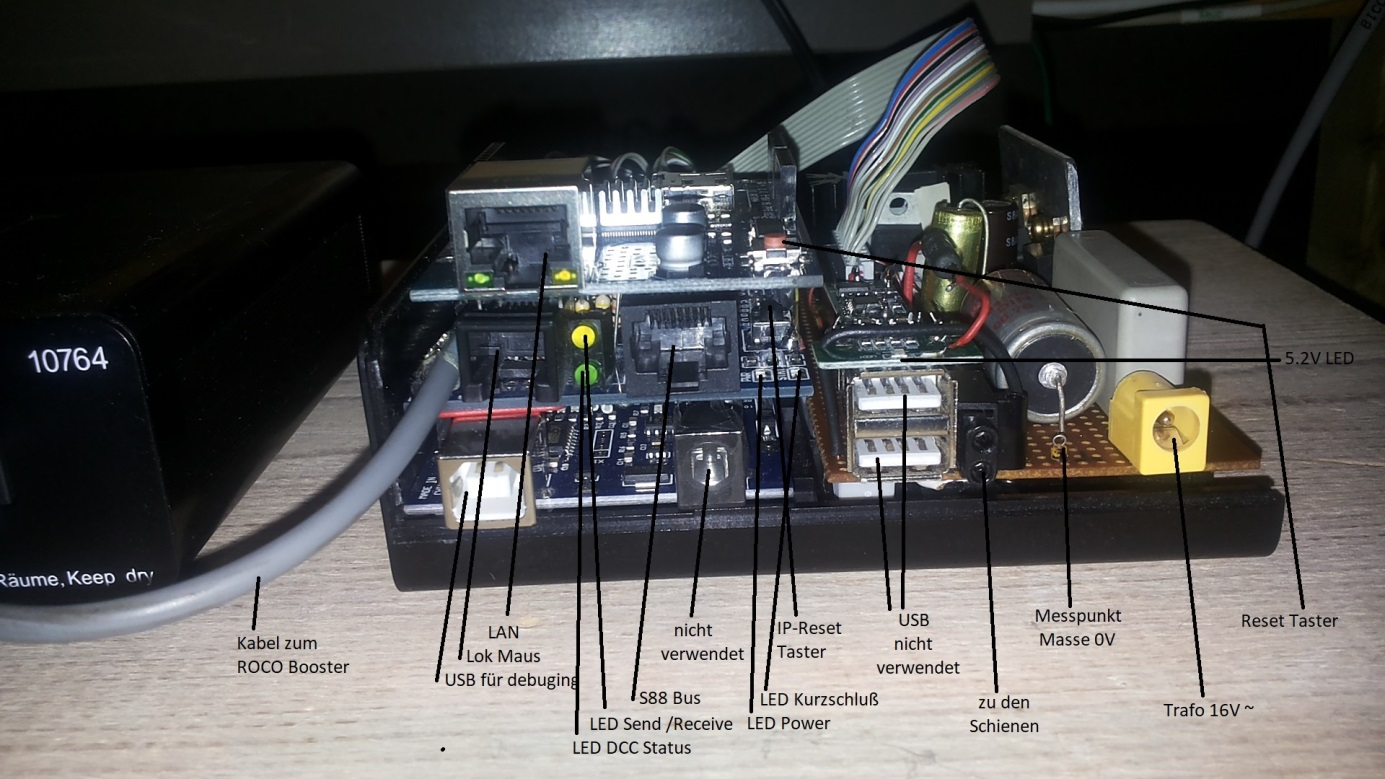 10764
Räume, Keep dry
5.2V LED
Kabel zum
ROCO Booster
LAN
Lok Maus
USB für debuging
S88 Bus
LED Send /Receive
LED DCC Status
nicht
verwendet
IP-Reset
Taster
LED Kurzschluß
LED Power
USB
nicht
verwendet
zu den
Schienen
Messpunkt
Masse 0V
Trafo 16V ~
Reset Taster